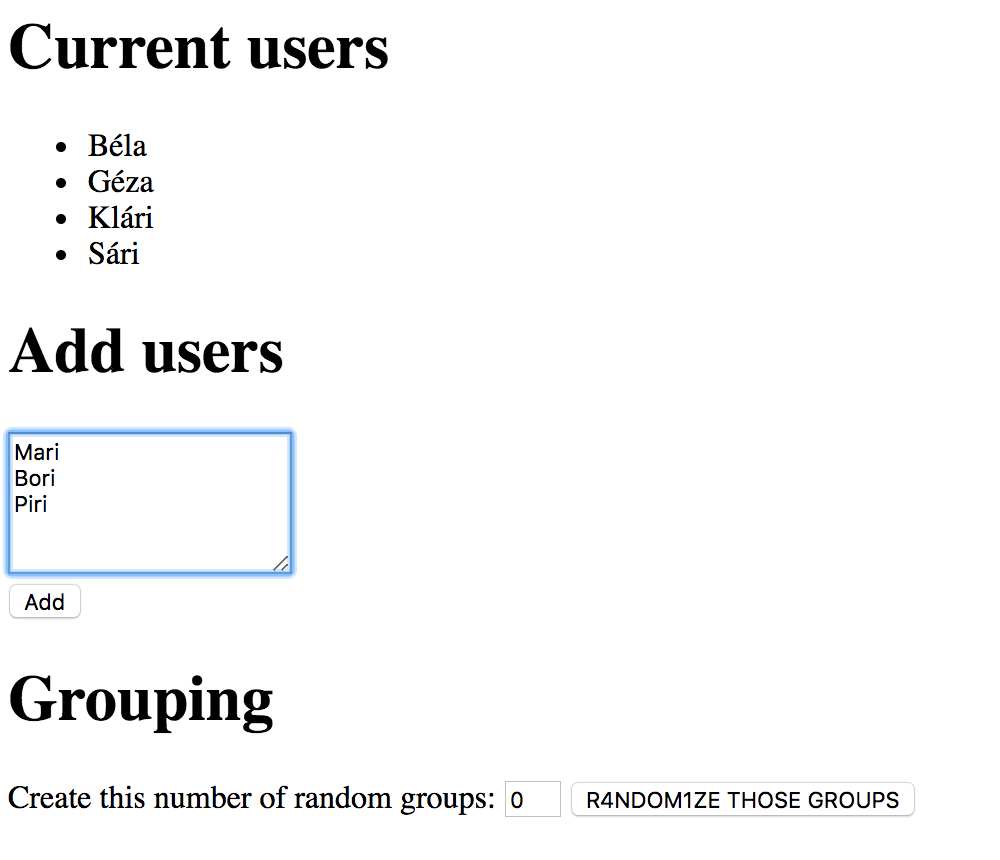 Current users
Béla
Géza
Klári
Sári
Add users
Mari
Bori
Piri
Add
Grouping
Create this number of random groups: 0 R4NDOM1ZE THOSE GROUPS